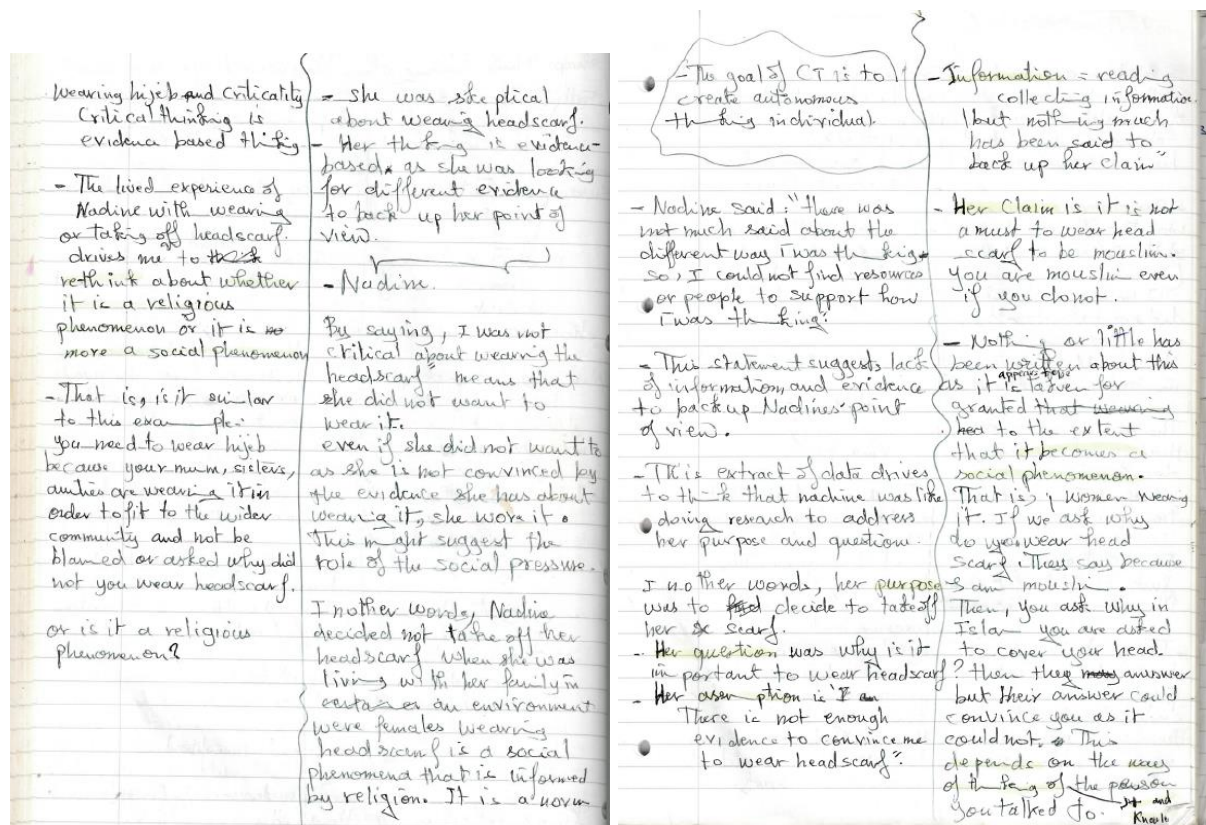 Wearing hijeb and criticality
Critical thinking is
evidence based thiking
- The lived experience of
Nadine with wearing
or taking off headscarf.
drives me to think
rethink about whether
it is a religious
phenomenon or it is no
more a social phenomenon
- That is, is it similar
to this example:
you need to wear hijeb
because your mum, sisters,
aunties are wearing it in
order to fit to the wider
community and not be
blamed or asked why did
not you wear headscarf.
or is it a religious
phenomenon?
- She was skeptical
about wearing headscarf.
- Her thking is evidence-
based as she was looking
for different evidence
to back up her point of
view.
- Nadine.
By saying, I was not
critical about wearing the
headscarf" means that
she did not want to
wear it.
even if she did not want to
as she is not convinced by
the evidence she has about
wearing it, she wore it.
This might suggest the
role of the social pressure.
In other words, Nadine
decided not take off her
headscarf when she was
living with her family in
an environment
were females wearing
headscarf is a social
phenomena that is informed
by religion. It is a norm
- The goal of CT is to
create autonomous
thking individual.
- Nadine said: "there was
not much said about the
different way i was thking.
so, I could not find resources
or people to support how
i was thking".
- This statement suggests lack
of information, and evidence
to back up Nadines' point
of view.
- This extract of data drives
to think that nadine was like
doing research to address
her purpose and question.
In other words, her purpose
was to find decide to take off
her scarf.
- Her question was why is it
important to wear headscarf?
- Her asemption is "I am
There is not enough
evidence to convince me
to wear headscarf".
- Information = reading
collecting information.
"but nothing much
has been said to
back up her claim"
- Her Claim is it is not
a must to wear head
scarf to be mouslim.
you are mouslim even
if you do not.
- Nothing or little has
been written about this
as it is taken for
granted that wearing
to the extent
that it becomes a
social phenomenon.
That is, women wearing
it. If we ask why
do you wear head
scarf. They say because
I am mouslim.
Then, you ask why in
Islam you are asked
to cover your head.
then they may answer
but their answer could
convince you as it
could not. This
depends on the way
of thking of the person
you talked to. and
Knowle